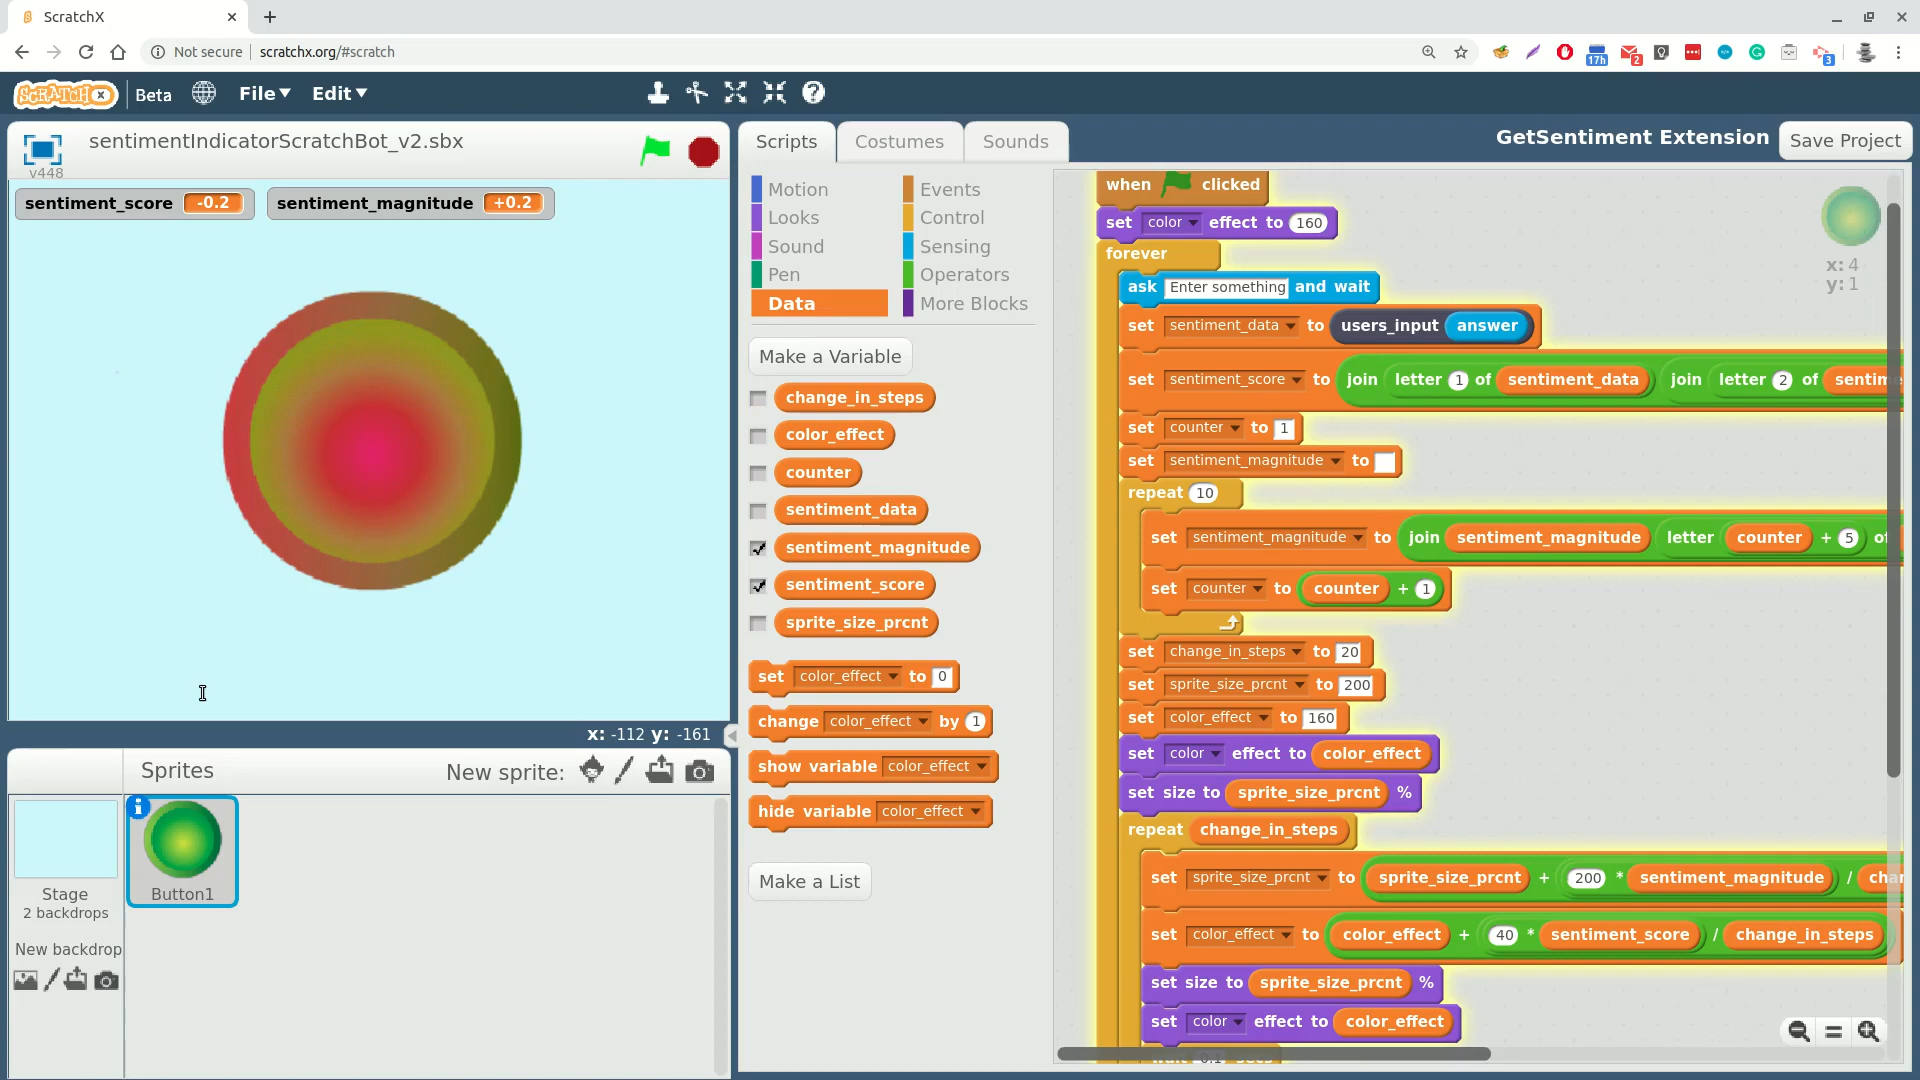 ScratchX
Not secure scratchx.org/#scratch
17h 2 3
SCRATCHX Beta File Edit
sentimentIndicatorScratchBot_v2.sbx
v448
sentiment_score -0.2 sentiment_magnitude +0.2
x: -112 y: -161
Sprites New sprite:
Stage
2 backdrops
New backdrop
Button1
Scripts Costumes Sounds
GetSentiment Extension Save Project
Motion Events
Looks Control
Sound Sensing
Pen Operators
Data More Blocks
Make a Variable
change_in_steps
color_effect
counter
sentiment_data
sentiment_magnitude
sentiment_score
sprite_size_prcnt
set color_effect to 0
change color_effect by 1
show variable color_effect
hide variable color_effect
Make a List
when clicked
set color effect to 160
forever
ask Enter something and wait
set sentiment_data to users_input answer
set sentiment_score to join letter 1 of sentiment_data join letter 2 of
set counter to 1
set sentiment_magnitude to
repeat 10
set sentiment_magnitude to join sentiment_magnitude letter counter + 5 of
set counter to counter + 1
set change_in_steps to 20
set sprite_size_prcnt to 200
set color_effect to 160
set color effect to color_effect
set size to sprite_size_prcnt %
repeat change_in_steps
set sprite_size_prcnt to sprite_size_prcnt + 200 * sentiment_magnitude /
set color_effect to color_effect + 40 * sentiment_score / change_in_steps
set size to sprite_size_prcnt %
set color effect to color_effect
x: 4
y: 1